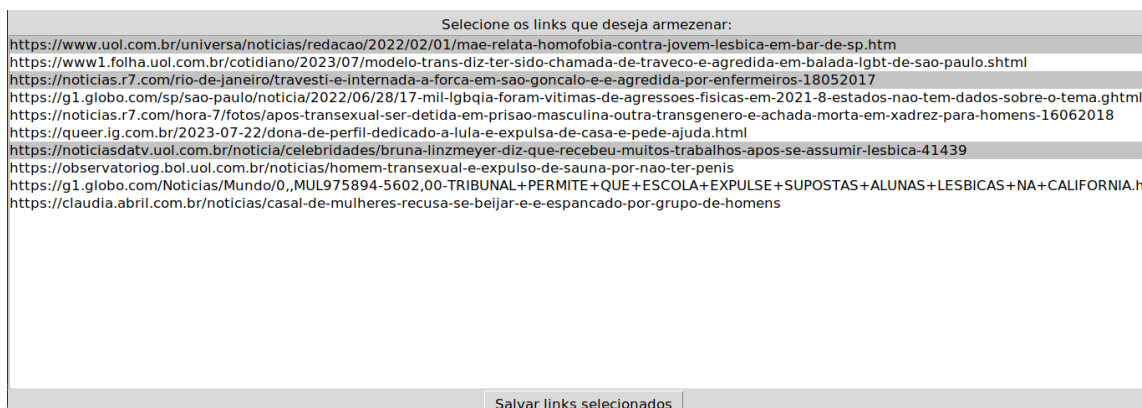 Selecione os links que deseja armezenar:
https://www.uol.com.br/universa/noticias/redacao/2022/02/01/mae-relata-homofobia-contra-jovem-lesbica-em-bar-de-sp.htm
https://www1.folha.uol.com.br/cotidiano/2023/07/modelo-trans-diz-ter-sido-chamada-de-traveco-e-agredida-em-balada-lgbt-de-sao-paulo.shtml
https://noticias.r7.com/rio-de-janeiro/travesti-e-internada-a-forca-em-sao-goncalo-e-e-agredida-por-enfermeiros-18052017
https://g1.globo.com/sp/sao-paulo/noticia/2022/06/28/17-mil-lgbqia-foram-vitimas-de-agressoes-fisicas-em-2021-8-estados-nao-tem-dados-sobre-o-tema.ghtml
https://noticias.r7.com/hora-7/fotos/apos-transexual-ser-detida-em-prisao-masculina-outra-transgenero-e-achada-morta-em-xadrez-para-homens-16062018
https://queer.ig.com.br/2023-07-22/dona-de-perfil-dedicado-a-lula-e-expulsa-de-casa-e-pede-ajuda.html
https://noticiasdatv.uol.com.br/noticia/celebridades/bruna-linzmeyer-diz-que-recebeu-muitos-trabalhos-apos-se-assumir-lesbica-41439
https://observatoriog.bol.uol.com.br/noticias/homem-transexual-e-expulso-de-sauna-por-nao-ter-penis
https://g1.globo.com/Noticias/Mundo/0,,MUL975894-5602,00-TRIBUNAL+PERMITE+QUE+ESCOLA+EXPULSE+SUPOSTAS+ALUNAS+LESBICAS+NA+CALIFORNIA.h
https://claudia.abril.com.br/noticias/casal-de-mulheres-recusa-se-beijar-e-e-espancado-por-grupo-de-homens
Salvar links selecionados